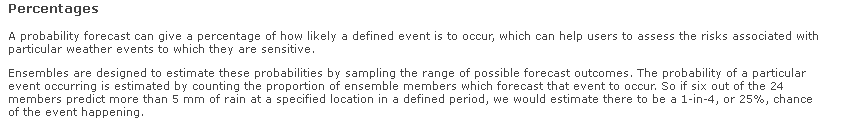 Percentages
A probability forecast can give a percentage of how likely a defined event is to occur, which can help users to assess the risks associated with
particular weather events to which they are sensitive.
Ensembles are designed to estimate these probabilities by sampling the range of possible forecast outcomes. The probability of a particular
event occurring is estimated by counting the proportion of ensemble members which forecast that event to occur. So if six out of the 24
members predict more than 5 mm of rain at a specified location in a defined period, we would estimate there to be a 1-in-4, or 25%, chance
of the event happening.